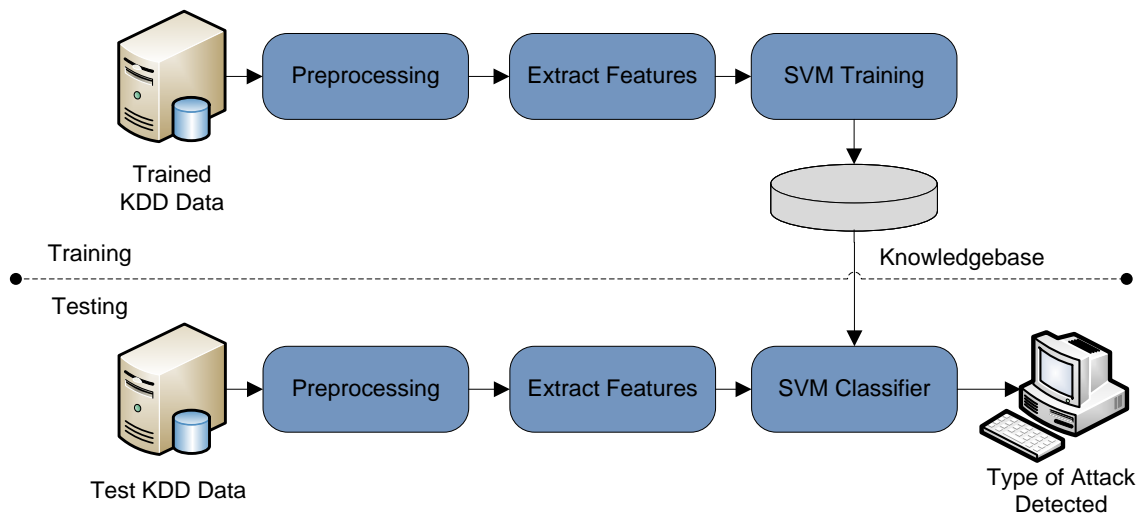 Preprocessing
Extract Features
SVM Training
Trained
KDD Data
Training
Knowledgebase
Testing
Preprocessing
Extract Features
SVM Classifier
Test KDD Data
Type of Attack
Detected